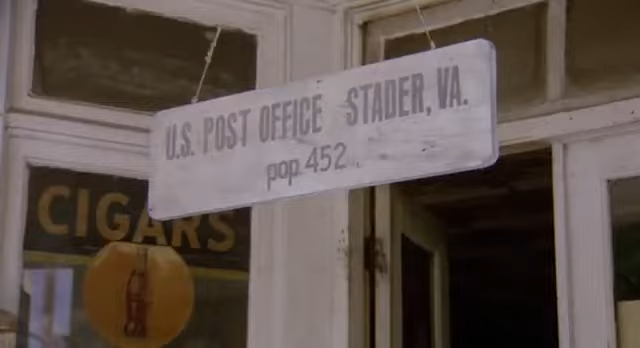 U.S. POST OFFICE STADER, VA.
pop. 452
CIGARS